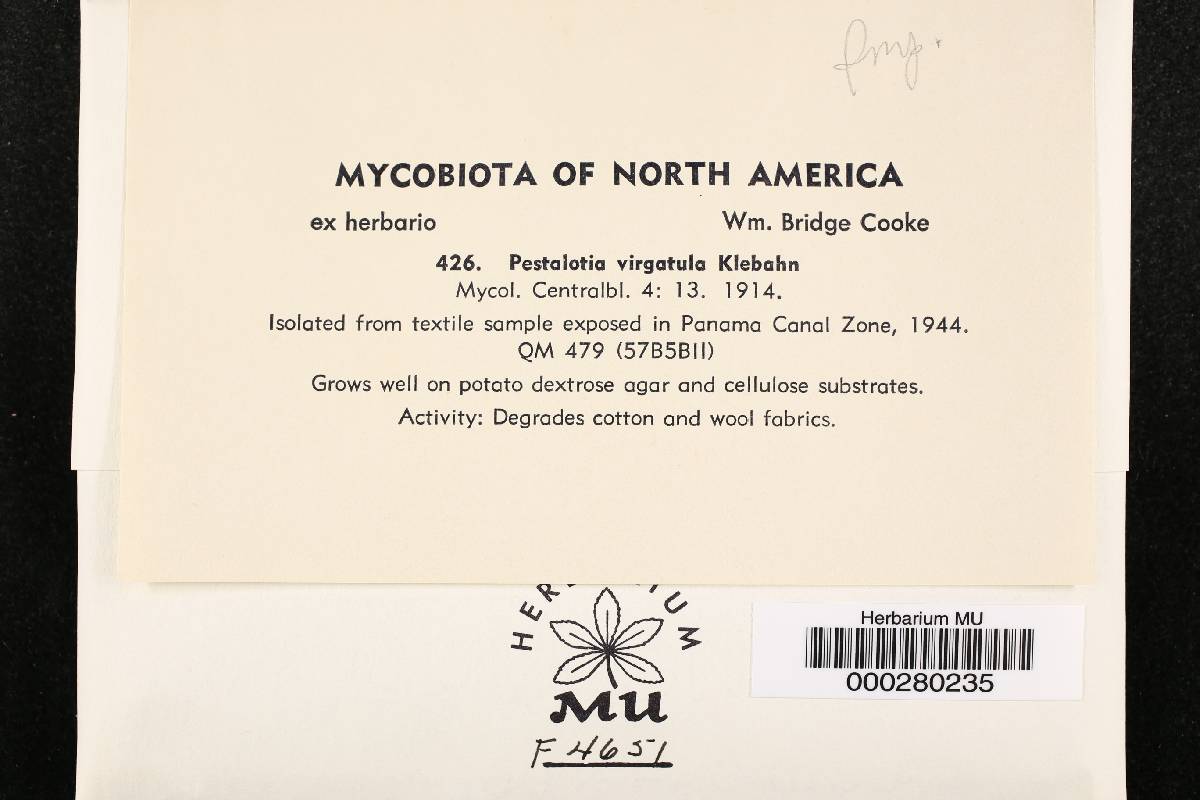 MYCOBIOTA OF NORTH AMERICA
ex herbario Wm. Bridge Cooke
426. Pestalotia virgatula Klebahn
Mycol. Centralbl. 4: 13. 1914.
Isolated from textile sample exposed in Panama Canal Zone, 1944.
QM 479 (57B5BII)
Grows well on potato dextrose agar and cellulose substrates.
Activity: Degrades cotton and wool fabrics.
MU
F 4651
Herbarium MU
000280235